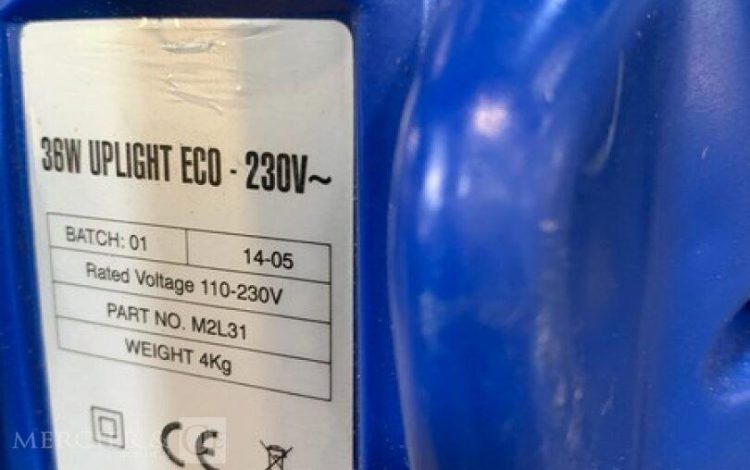 36W UPLIGHT ECO - 230V~
BATCH: 01 14-05
Rated Voltage 110-230V
PART NO. M2L31
WEIGHT 4Kg
CE